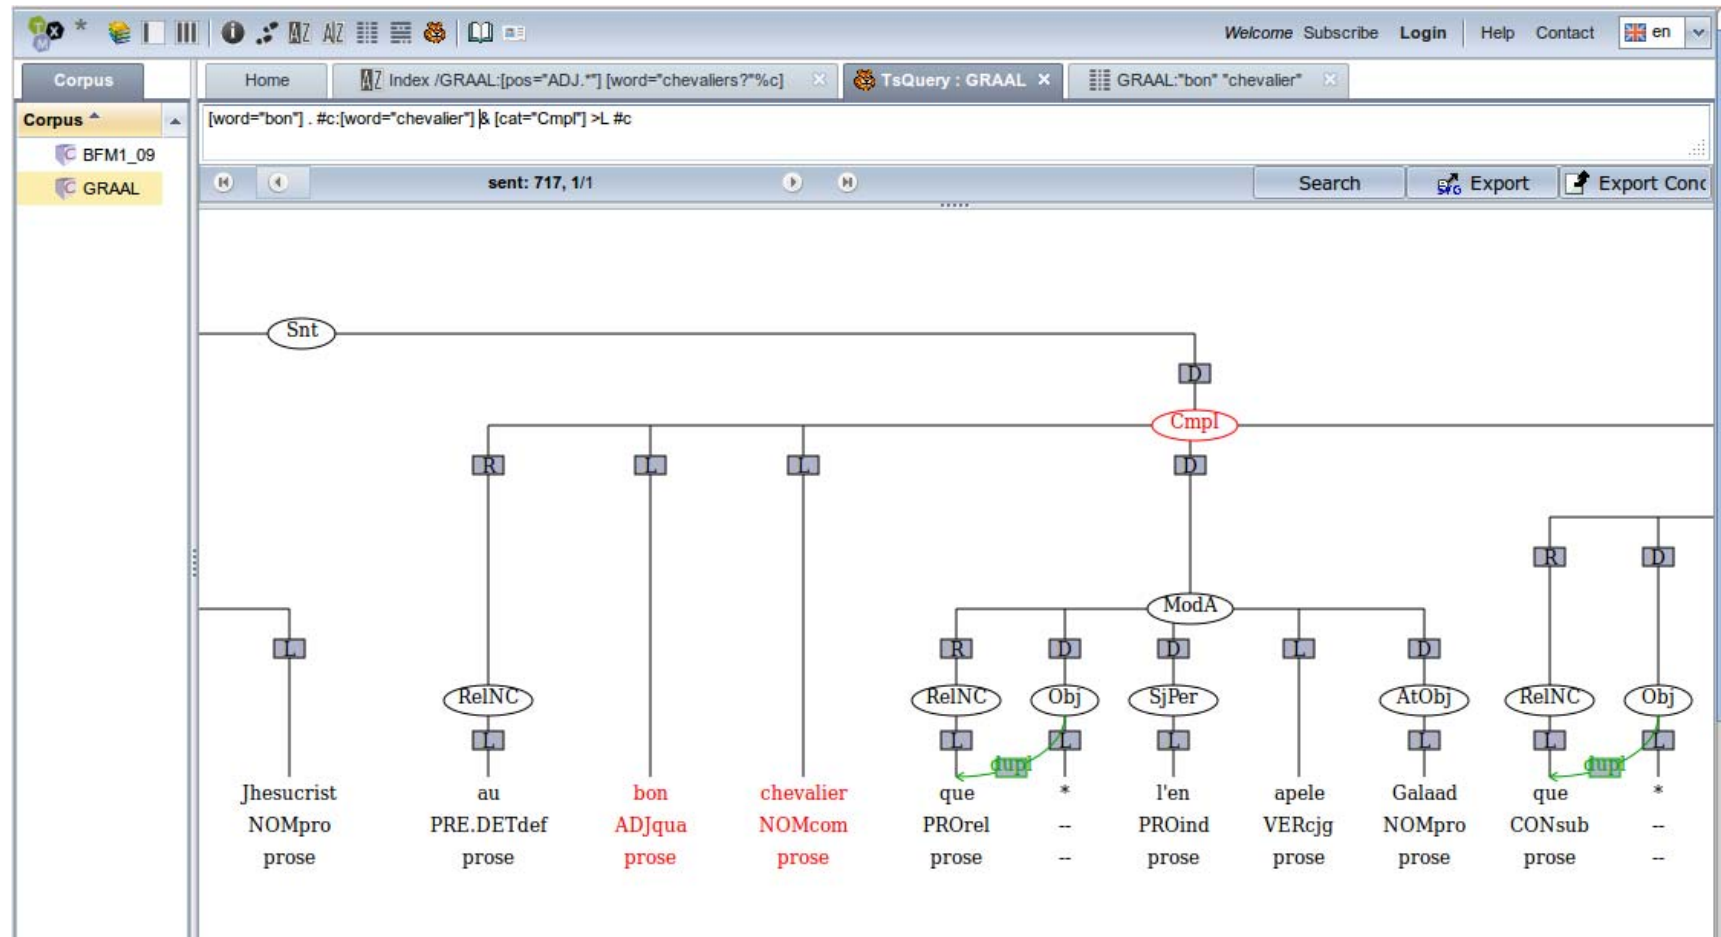 Welcome Subscribe Login Help Contact en
Corpus Home Index /GRAAL:[pos="ADJ.*"] [word="chevaliers?"%c] TsQuery : GRAAL GRAAL:"bon" "chevalier"
Corpus
BFM1_09
GRAAL
[word="bon"] . #c:[word="chevalier"] & [cat="Cmpl"] >L #c
sent: 717, 1/1 Search Export Export Conc
Snt
D
Cmpl
R L L D
R D
ModA
L R D D L D
RelNC RelNC Obj SjPer AtObj RelNC Obj
L L L L L L L
dupl dupl
Jhesucrist au bon chevalier que * l'en apele Galaad que *
NOMpro PRE.DETdef ADJqua NOMcom PROrel -- PROind VERcjg NOMpro CONsub --
prose prose prose prose prose -- prose prose prose prose --